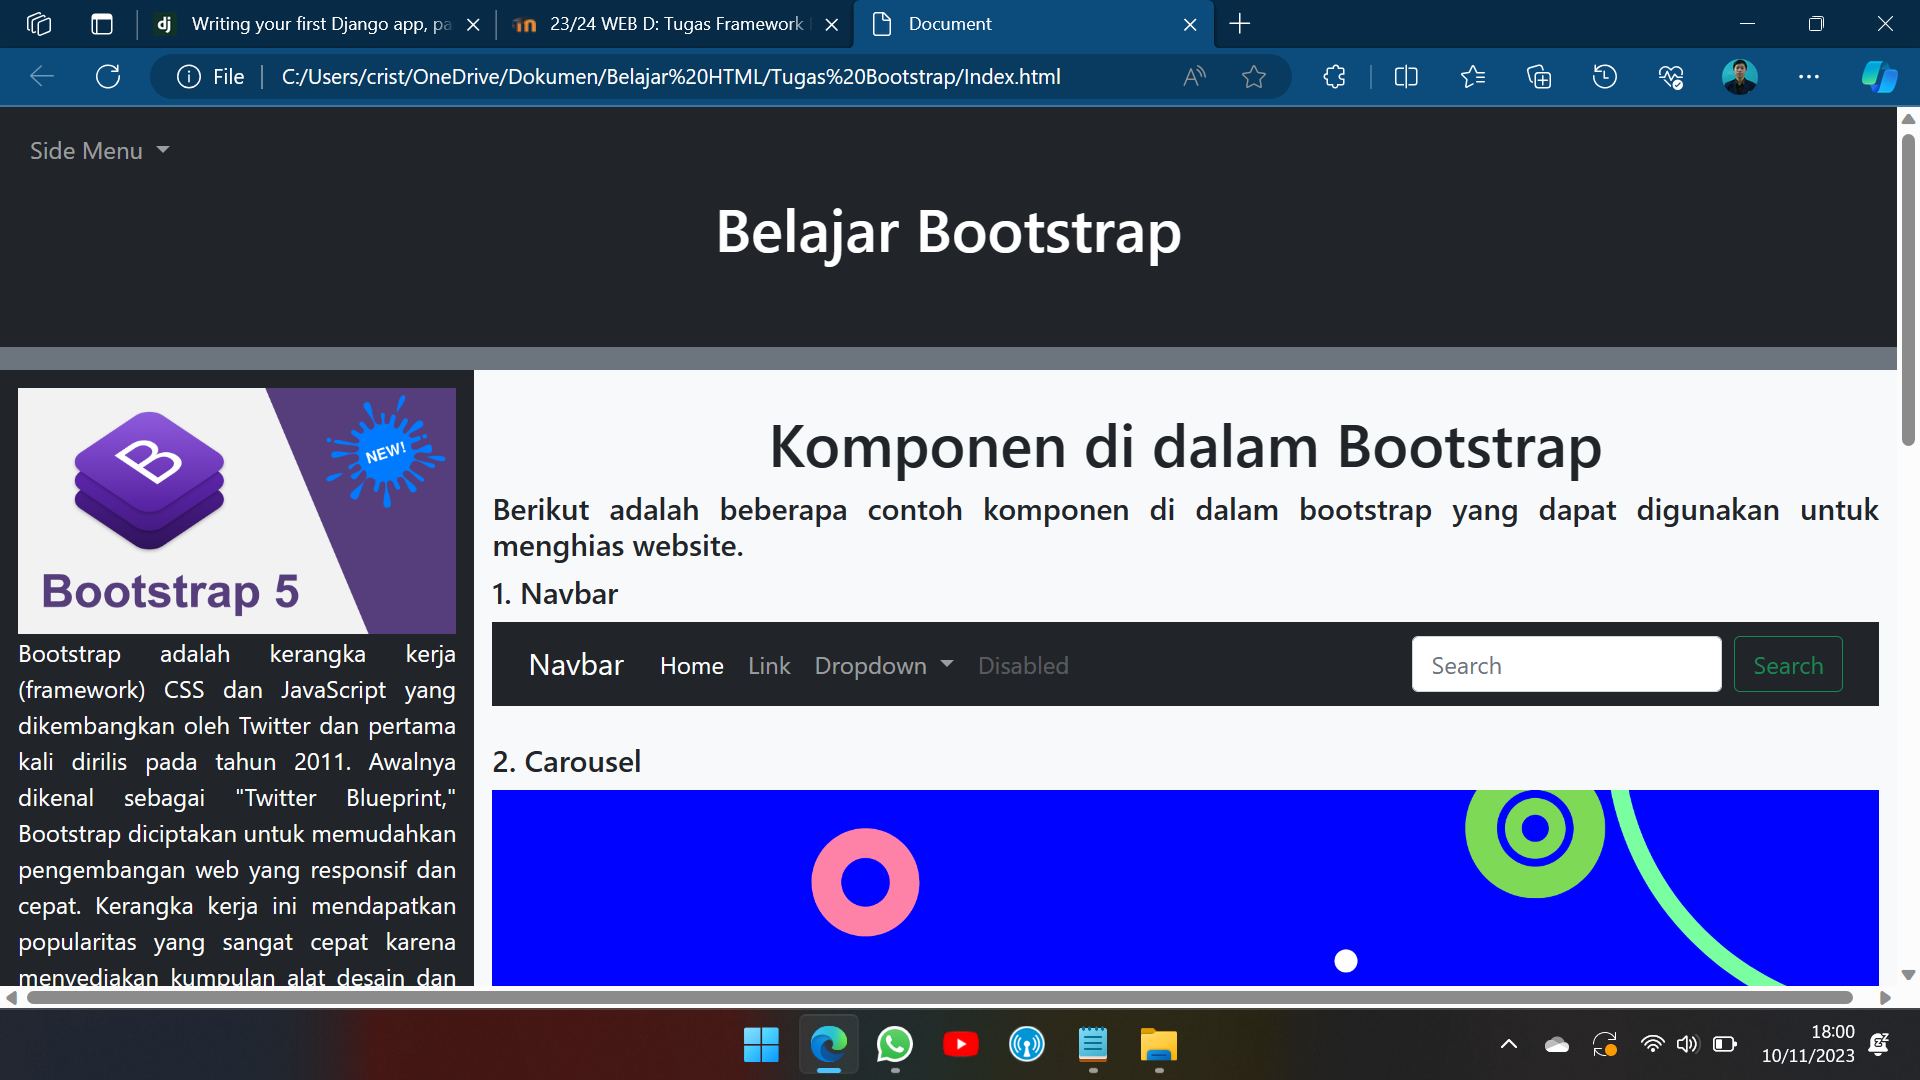 Writing your first Django app, pa
23/24 WEB D: Tugas Framework
Document
File
C:/Users/crist/OneDrive/Dokumen/Belajar%20HTML/Tugas%20Bootstrap/Index.html
Side Menu
Belajar Bootstrap
NEW!
Bootstrap 5
Bootstrap adalah kerangka kerja
(framework) CSS dan JavaScript yang
dikembangkan oleh Twitter dan pertama
kali dirilis pada tahun 2011. Awalnya
dikenal sebagai "Twitter Blueprint,"
Bootstrap diciptakan untuk memudahkan
pengembangan web yang responsif dan
cepat. Kerangka kerja ini mendapatkan
popularitas yang sangat cepat karena
menyediakan kumpulan alat desain dan
Komponen di dalam Bootstrap
Berikut adalah beberapa contoh komponen di dalam bootstrap yang dapat digunakan untuk
menghias website.
1. Navbar
Navbar Home Link Dropdown Disabled Search Search
2. Carousel
18:00
10/11/2023